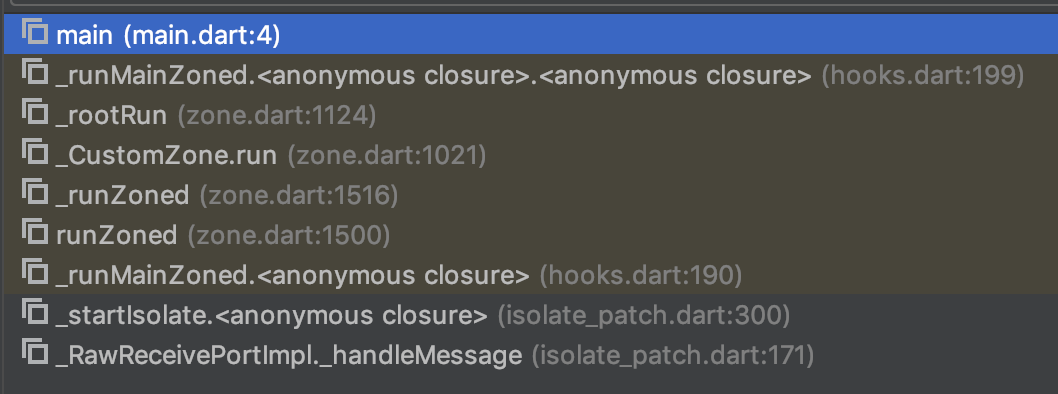 main (main.dart:4)
_runMainZoned.<anonymous closure>.<anonymous closure> (hooks.dart:199)
_rootRun (zone.dart:1124)
_CustomZone.run (zone.dart:1021)
_runZoned (zone.dart:1516)
runZoned (zone.dart:1500)
_runMainZoned.<anonymous closure> (hooks.dart:190)
_startIsolate.<anonymous closure> (isolate_patch.dart:300)
_RawReceivePortImpl._handleMessage (isolate_patch.dart:171)